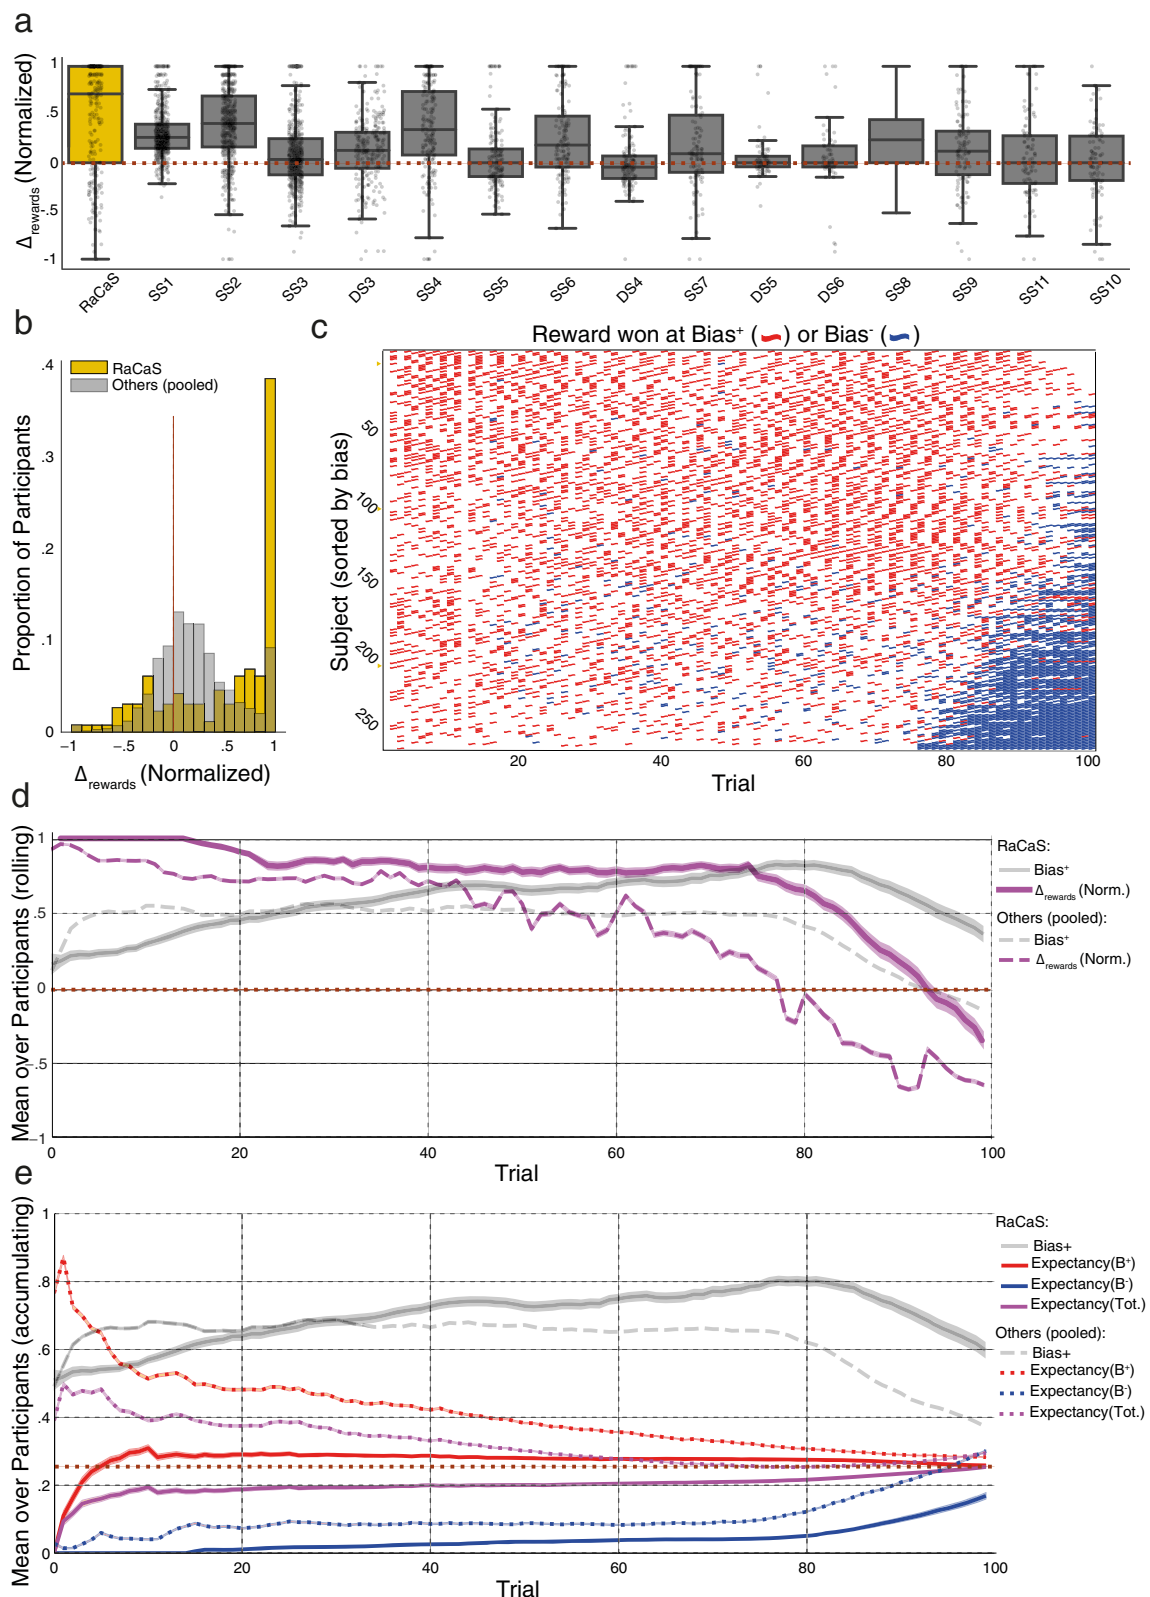 a
Δrewards (Normalized)
1
.5
0
-.5
-1
RaCaS SS1 SS2 SS3 DS3 SS4 SS5 SS6 DS4 SS7 DS5 DS6 SS8 SS9 SS11 SS10
b
RaCaS
Others (pooled)
Proportion of Participants
.4
.3
.2
.1
0
-1 -.5 0 .5 1
Δrewards (Normalized)
c
Reward won at Bias+ ( ) or Bias- ( )
Subject (sorted by bias)
50
100
150
200
250
20 40 60 80 100
Trial
d
Mean over Participants (rolling)
1
.5
0
-.5
-1
0 20 40 60 80 100
Trial
RaCaS:
Bias+
Δrewards (Norm.)
Others (pooled):
Bias+
Δrewards (Norm.)
e
Mean over Participants (accumulating)
1
.8
.6
.4
.2
0
0 20 40 60 80 100
Trial
RaCaS:
Bias+
Expectancy(B+)
Expectancy(B-)
Expectancy(Tot.)
Others (pooled):
Bias+
Expectancy(B+)
Expectancy(B-)
Expectancy(Tot.)